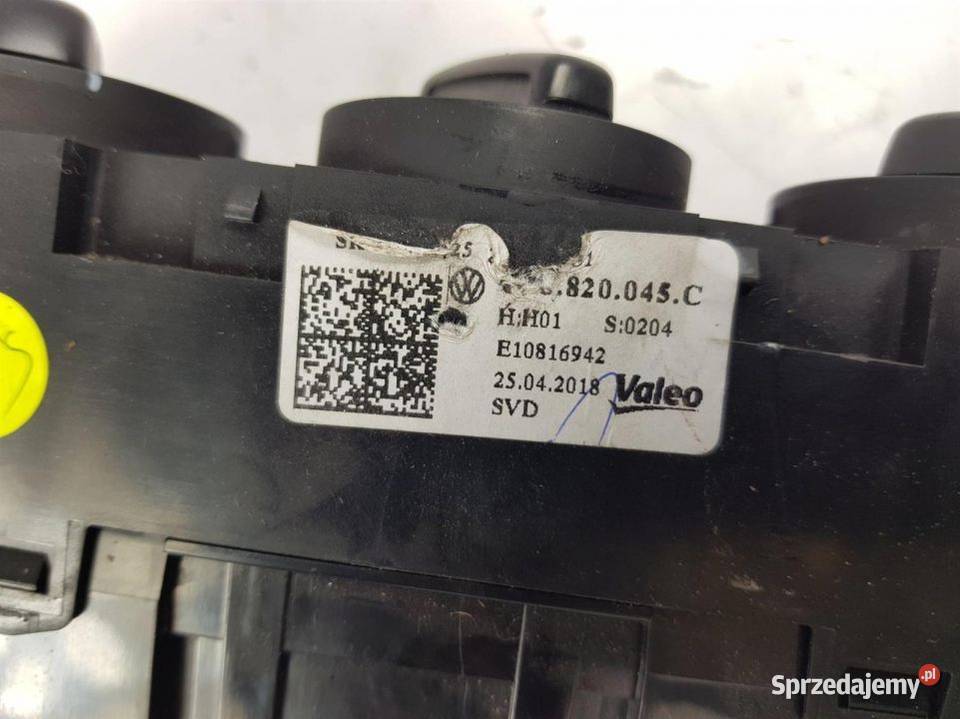 .820.045.C
H:H01 S:0204
E10816942
25.04.2018 Valeo
SVD
Sprzedajemy.pl